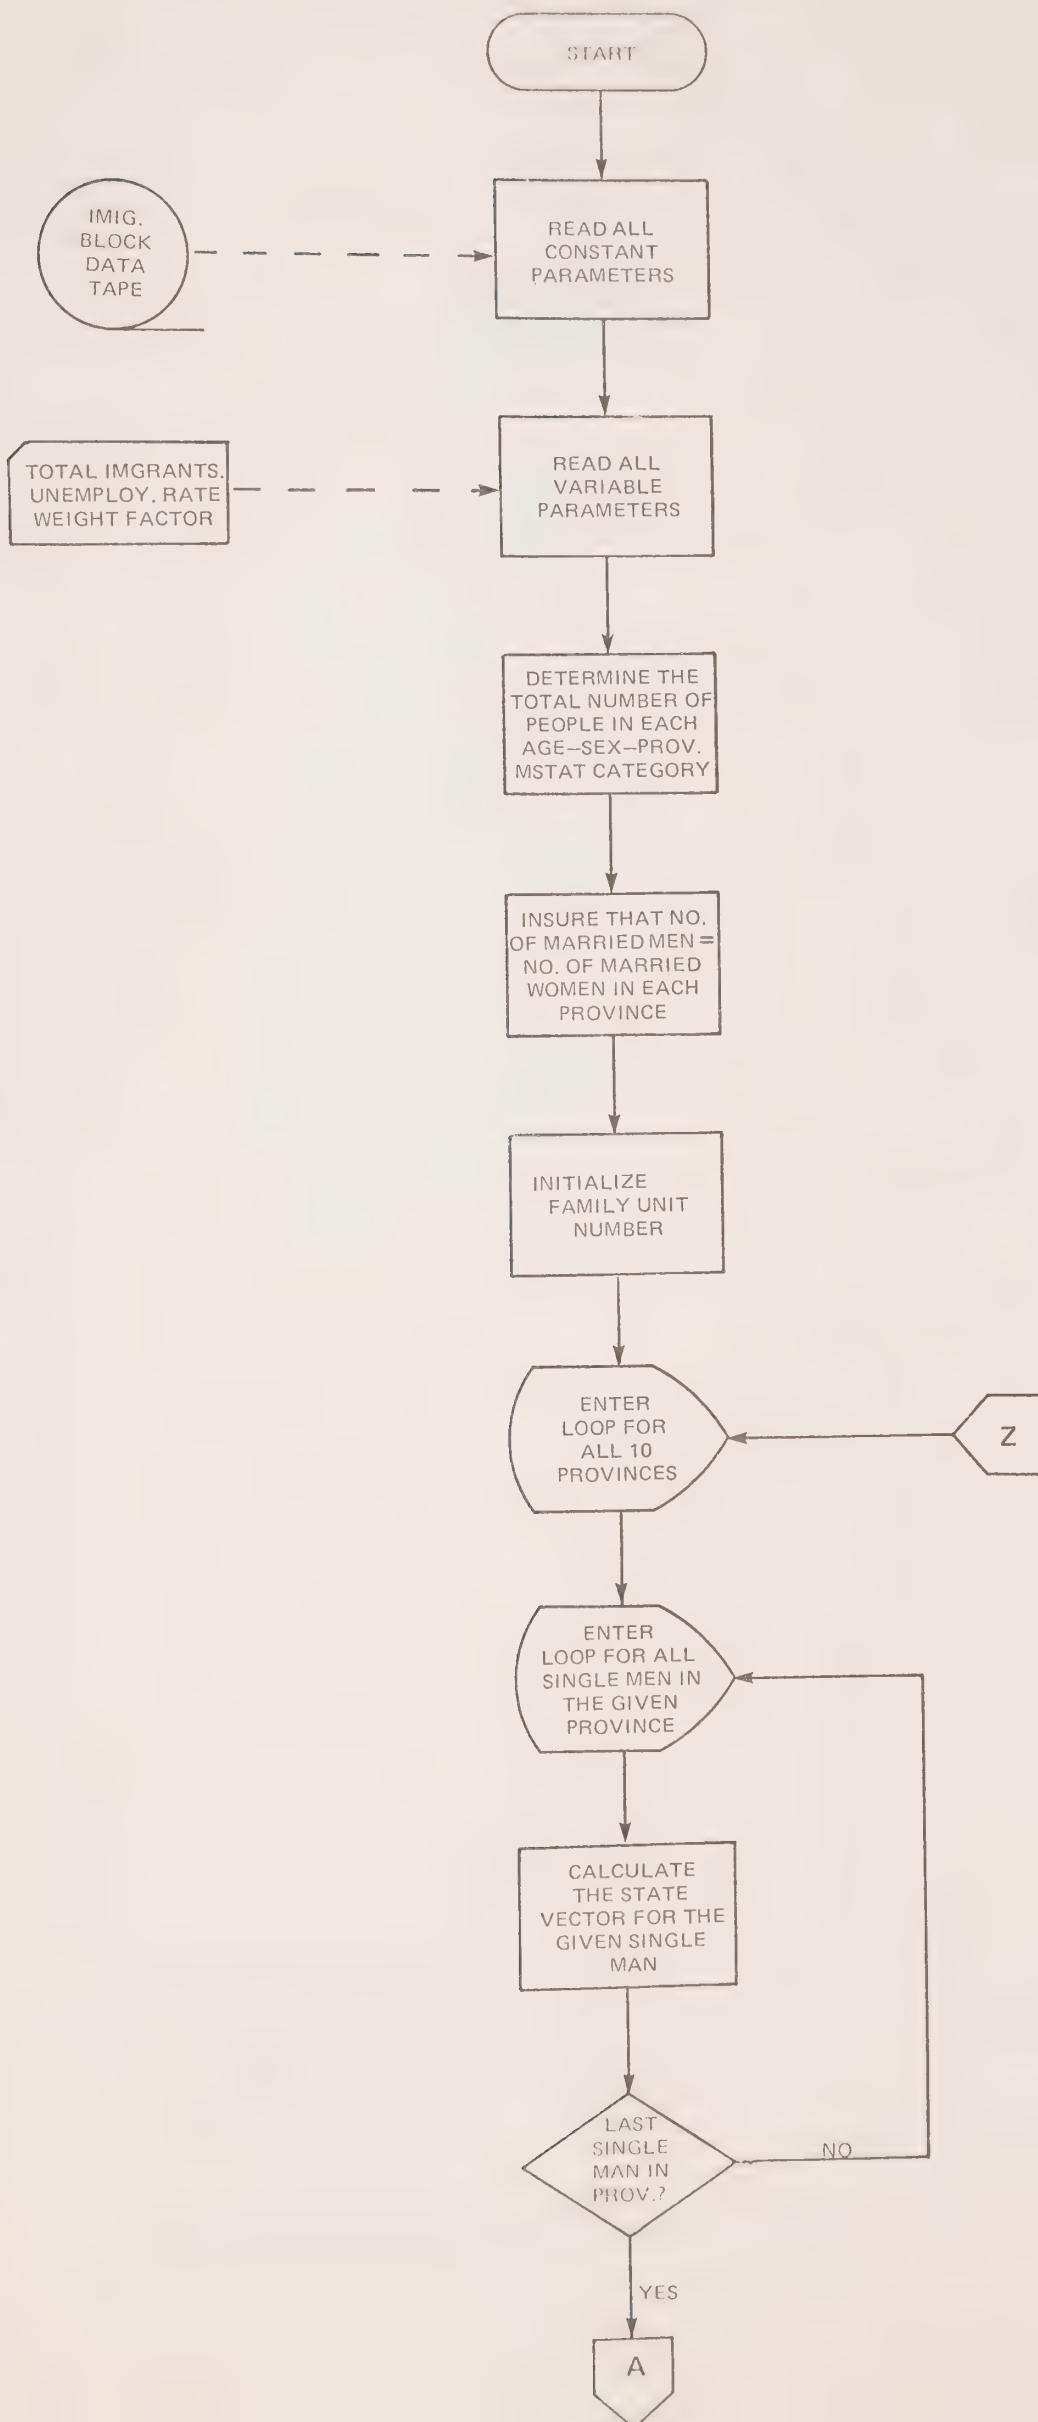 START
IMIG.
BLOCK
DATA
TAPE
READ ALL
CONSTANT
PARAMETERS
TOTAL IMGRANTS.
UNEMPLOY. RATE
WEIGHT FACTOR
READ ALL
VARIABLE
PARAMETERS
DETERMINE THE
TOTAL NUMBER OF
PEOPLE IN EACH
AGE–SEX–PROV.
MSTAT CATEGORY
INSURE THAT NO.
OF MARRIED MEN =
NO. OF MARRIED
WOMEN IN EACH
PROVINCE
INITIALIZE
FAMILY UNIT
NUMBER
ENTER
LOOP FOR
ALL 10
PROVINCES
Z
ENTER
LOOP FOR ALL
SINGLE MEN IN
THE GIVEN
PROVINCE
CALCULATE
THE STATE
VECTOR FOR THE
GIVEN SINGLE
MAN
LAST
SINGLE
MAN IN
PROV.?
NO
YES
A